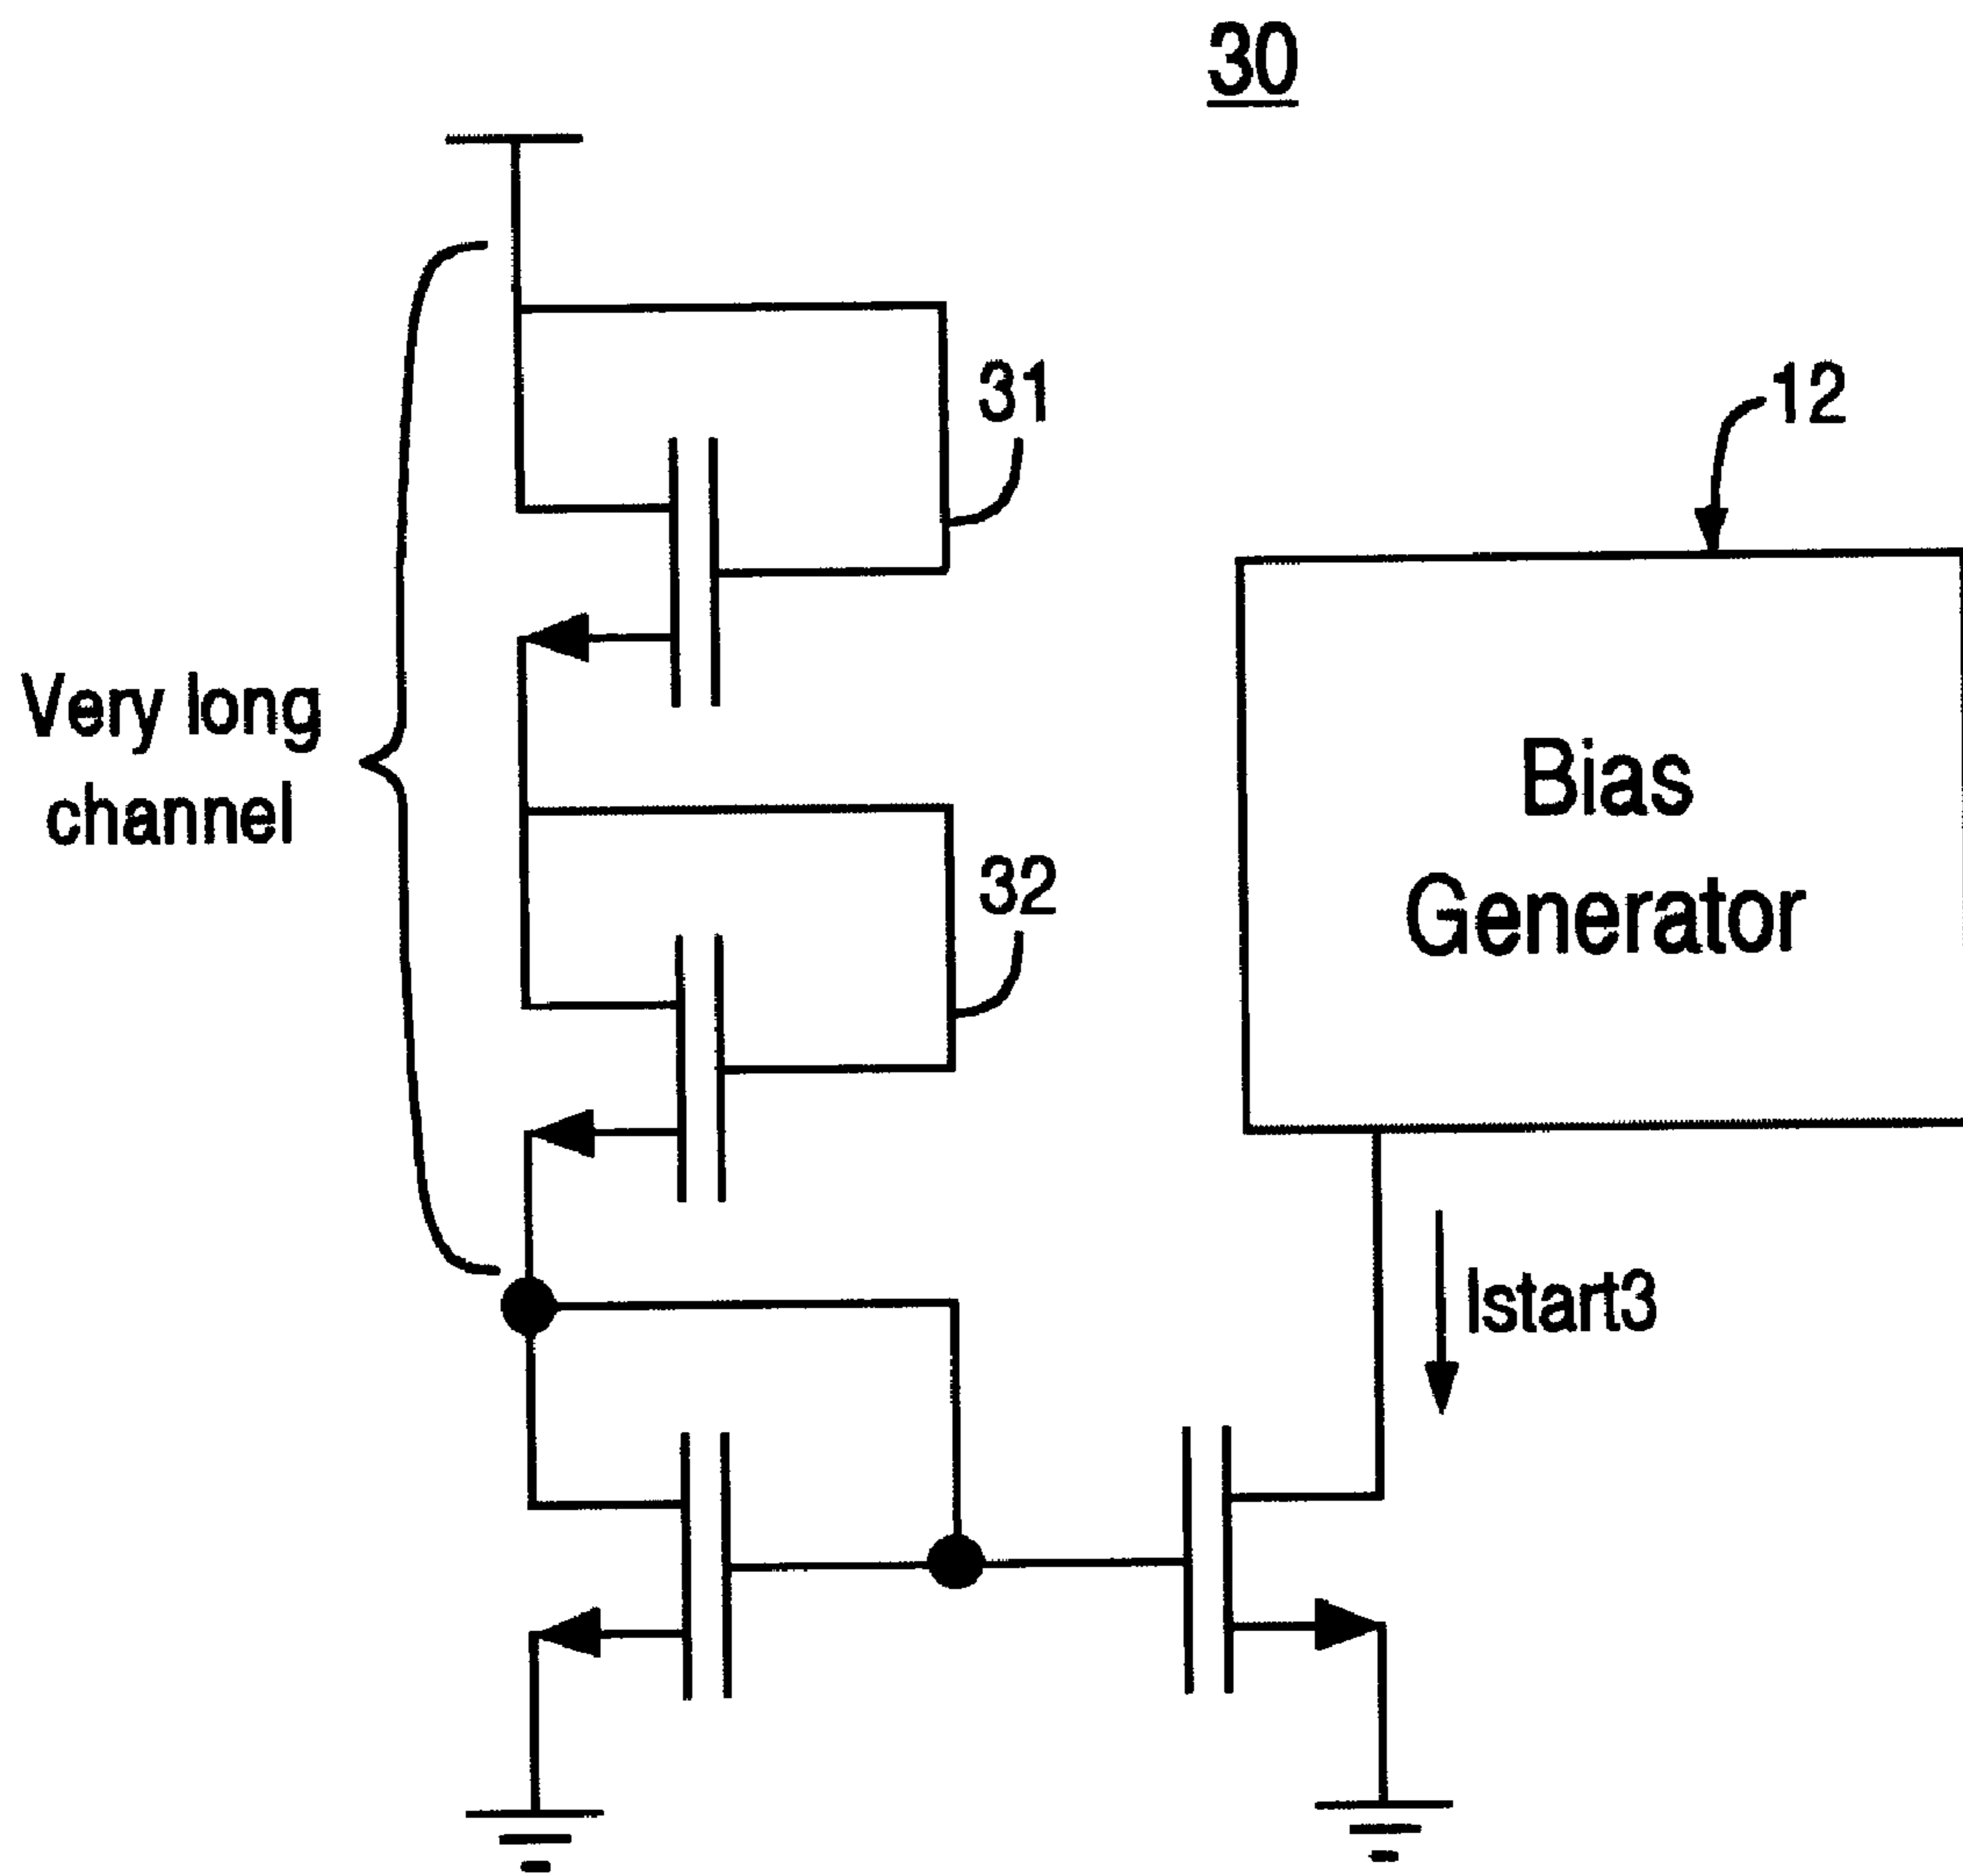 30
31
12
Very long
channel
Bias
Generator
32
Istart3